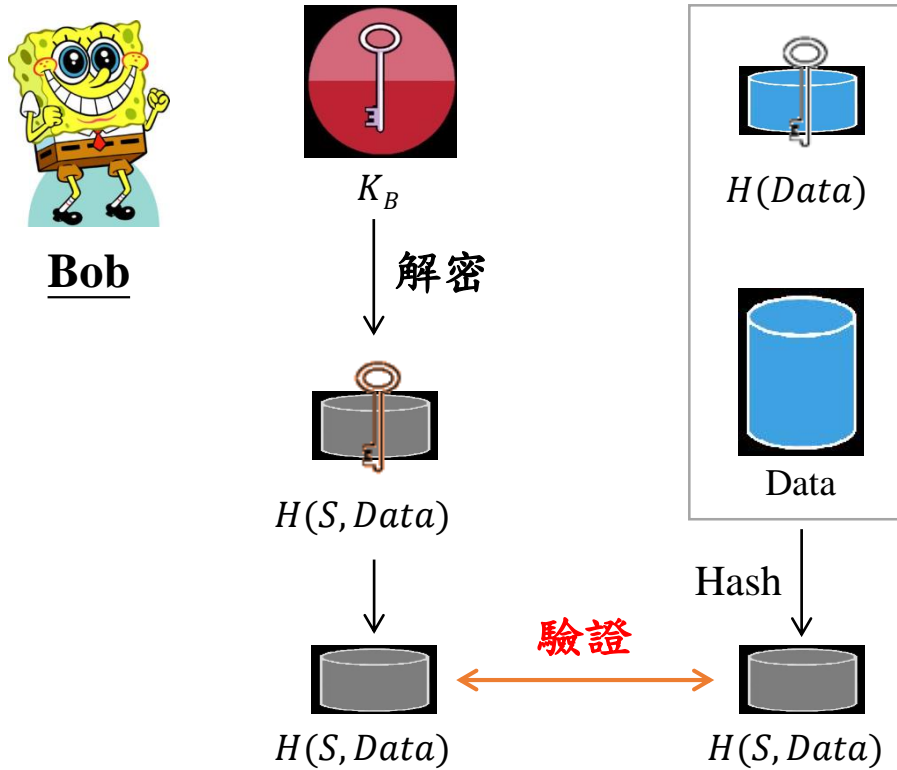 Bob
K_B
解密
H(S, Data)
H(S, Data)
H(Data)
Data
Hash
驗證
H(S, Data)